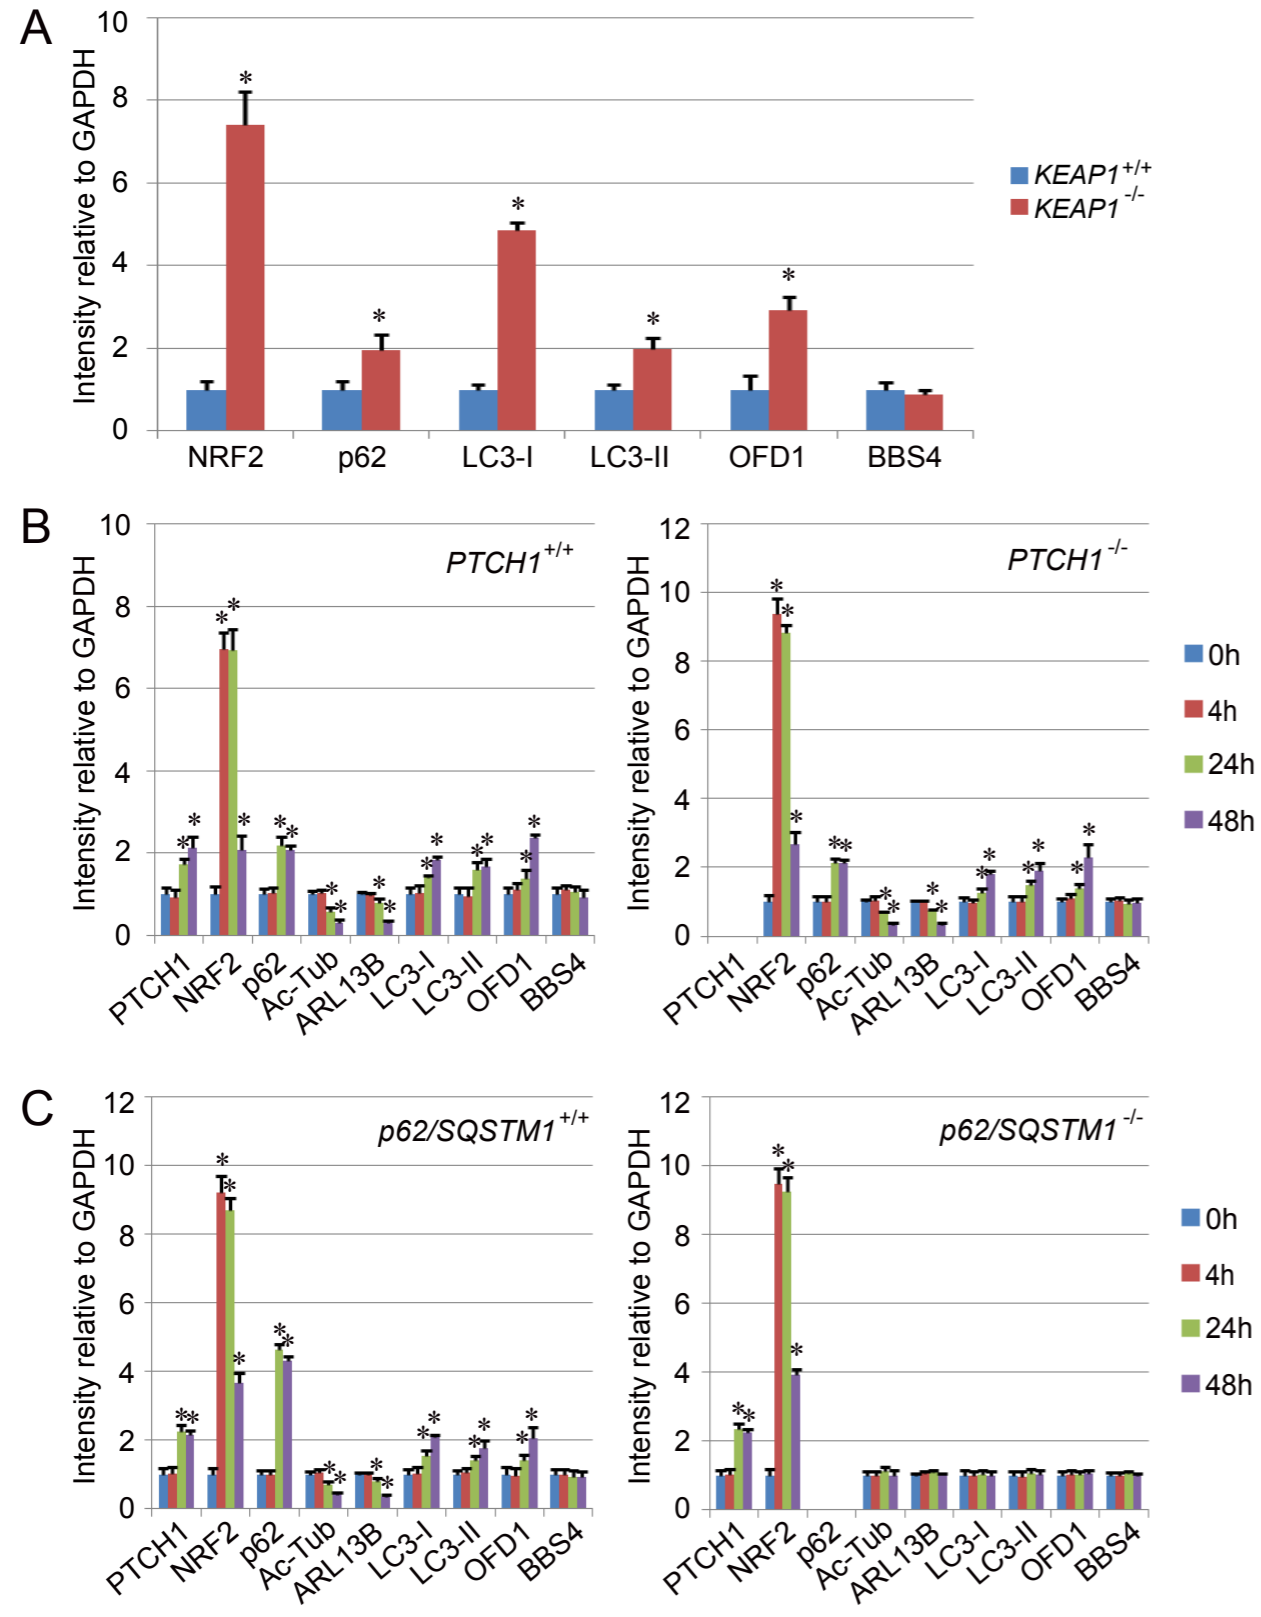 A
Intensity relative to GAPDH
10
8
6
4
2
0
*
*
*
*
*
*
NRF2 p62 LC3-I LC3-II OFD1 BBS4
KEAP1+/+
KEAP1-/-
B
Intensity relative to GAPDH
10
8
6
4
2
0
PTCH1+/+
* * * * * * * * * * * * * * * * *
PTCH1 NRF2 p62 Ac-Tub ARL13B LC3-I LC3-II OFD1 BBS4
Intensity relative to GAPDH
12
10
8
6
4
2
0
PTCH1-/-
* * * * * * * * * * * * * * *
PTCH1 NRF2 p62 Ac-Tub ARL13B LC3-I LC3-II OFD1 BBS4
0h
4h
24h
48h
C
Intensity relative to GAPDH
12
10
8
6
4
2
0
p62/SQSTM1+/+
* * * * * * * * * * * * * * * * *
PTCH1 NRF2 p62 Ac-Tub ARL13B LC3-I LC3-II OFD1 BBS4
Intensity relative to GAPDH
12
10
8
6
4
2
0
p62/SQSTM1-/-
* * * * *
PTCH1 NRF2 p62 Ac-Tub ARL13B LC3-I LC3-II OFD1 BBS4
0h
4h
24h
48h